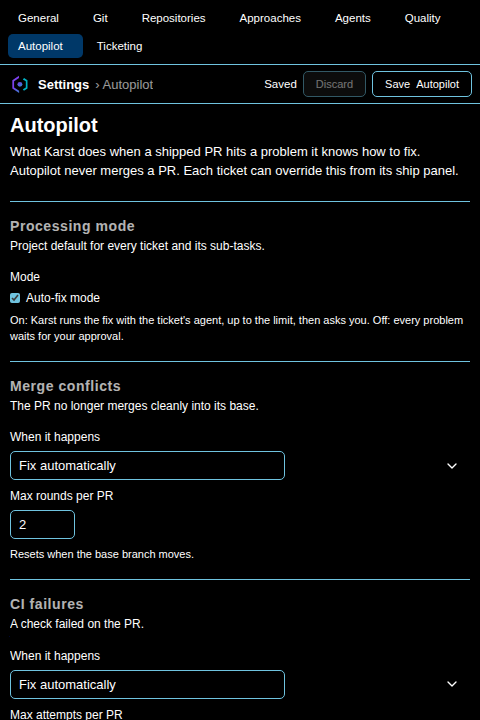 General Git Repositories Approaches Agents Quality
Autopilot Ticketing
Settings › Autopilot Saved Discard Save Autopilot
Autopilot
What Karst does when a shipped PR hits a problem it knows how to fix.
Autopilot never merges a PR. Each ticket can override this from its ship panel.
Processing mode
Project default for every ticket and its sub-tasks.
Mode
Auto-fix mode
On: Karst runs the fix with the ticket's agent, up to the limit, then asks you. Off: every problem
waits for your approval.
Merge conflicts
The PR no longer merges cleanly into its base.
When it happens
Fix automatically
Max rounds per PR
2
Resets when the base branch moves.
CI failures
A check failed on the PR.
When it happens
Fix automatically
Max attempts per PR